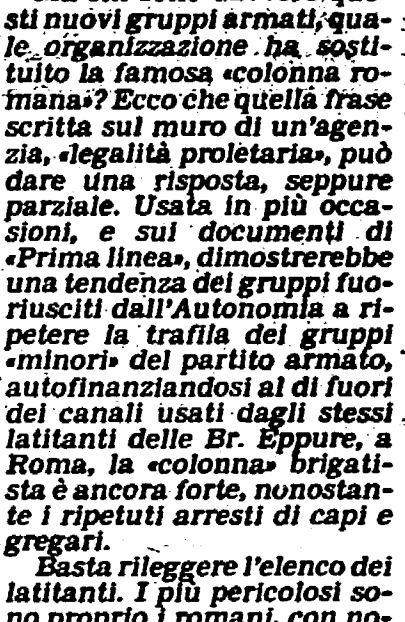 sti nuovi gruppi armati, qua-
le organizzazione ha sosti-
tuito la famosa «colonna ro-
mana»? Ecco che quella frase
scritta sul muro di un'agen-
zia, «legalità proletaria», può
dare una risposta, seppure
parziale. Usata in più occa-
sioni, e sui documenti di
«Prima linea», dimostrerebbe
una tendenza dei gruppi fuo-
riusciti dall'Autonomia a ri-
petere la trafila dei gruppi
«minori» del partito armato,
autofinanziandosi al di fuori
dei canali usati dagli stessi
latitanti delle Br. Eppure, a
Roma, la «colonna» brigati-
sta è ancora forte, nonostan-
te i ripetuti arresti di capi e
gregari.
Basta rileggere l'elenco dei
latitanti. I più pericolosi so-
no proprio i romani, con no-